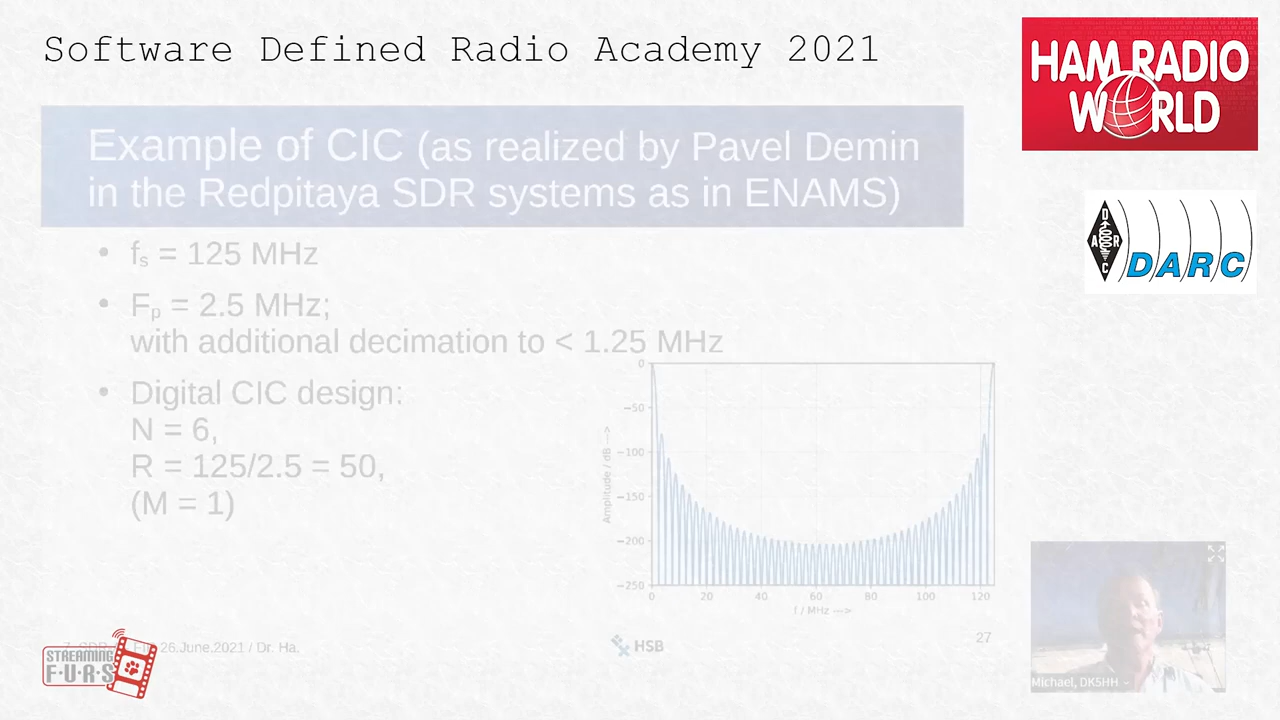 Software Defined Radio Academy 2021
HAM RADIO
WORLD
Example of CIC (as realized by Pavel Demin
in the Redpitaya SDR systems as in ENAMS)
D
A R
C
DARC
• fₛ = 125 MHz
• Fₚ = 2.5 MHz;
with additional decimation to < 1.25 MHz
• Digital CIC design:
N = 6,
R = 125/2.5 = 50,
(M = 1)
0
−50
−100
−150
−200
−250
Amplitude / dB --->
0 20 40 60 80 100 120
f / MHz --->
26.June.2021 / Dr. Ha.
HSB
27
STREAMING
F·U·R·S
Michael, DK5HH